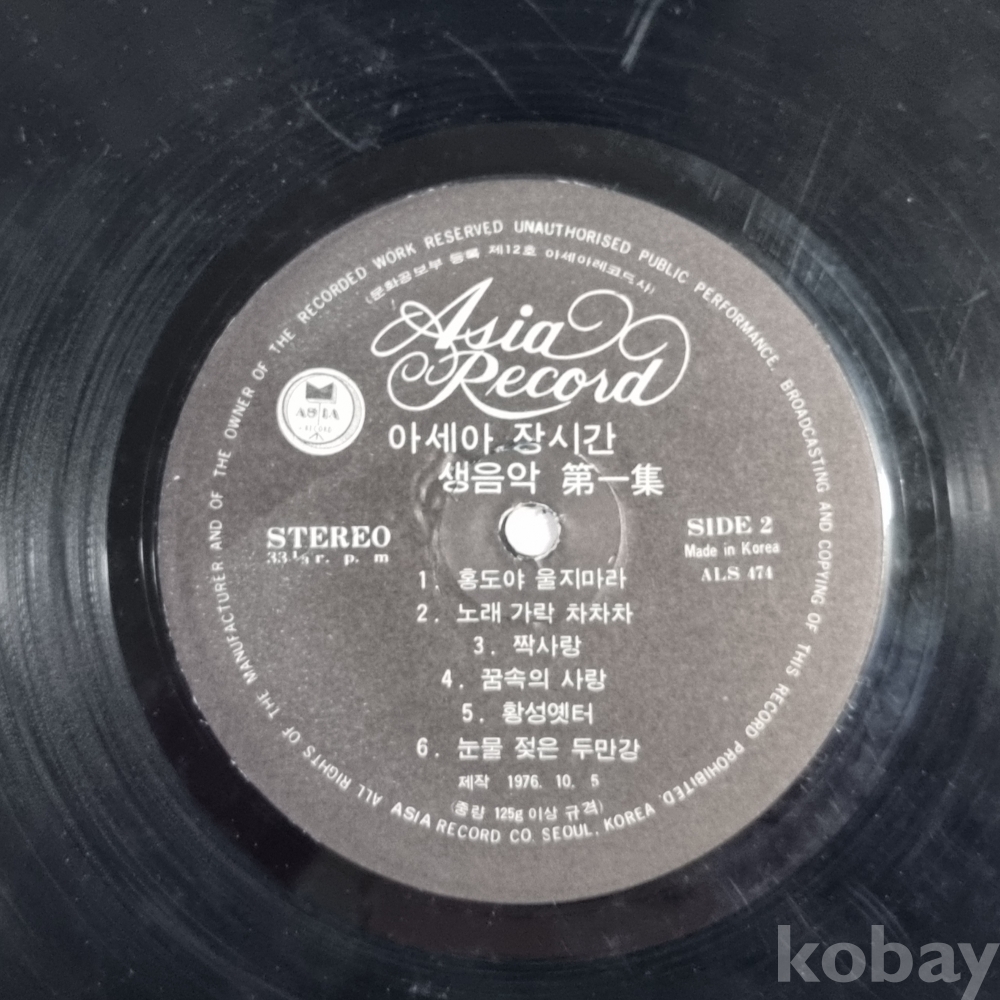 ALL RIGHTS OF THE MANUFACTURER AND OF THE OWNER OF THE RECORDED WORK RESERVED UNAUTHORISED PUBLIC PERFORMANCE, BROADCASTING AND COPYING OF THIS RECORD PROHIBITED.
(문화공보부 등록 제12호 아세아레코드사)
Asia
Record
ASIA
아세아 장시간
생음악 第一集
STEREO
33⅓ r. p. m
SIDE 2
Made in Korea
ALS 474
1. 홍도야 울지마라
2. 노래 가락 차차차
3. 짝사랑
4. 꿈속의 사랑
5. 황성옛터
6. 눈물 젖은 두만강
제작 1976. 10. 5
(중량 125g 이상 규격)
ASIA RECORD CO. SEOUL. KOREA
kobay